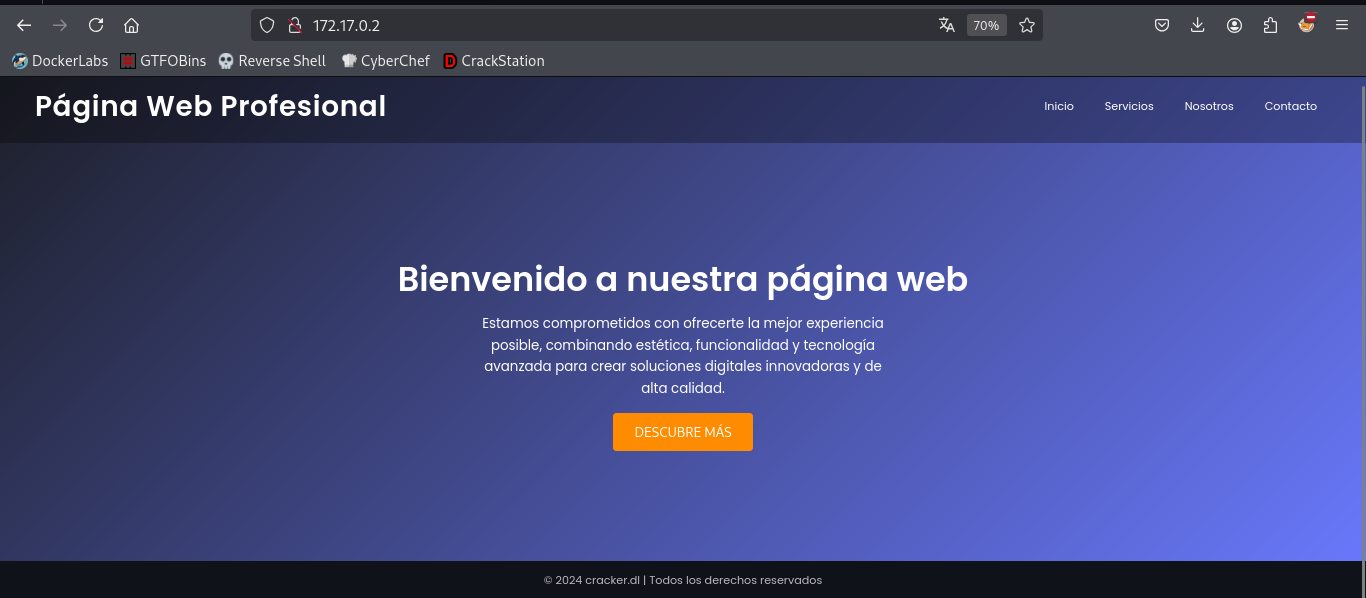 172.17.0.2
70%
DockerLabs GTFOBins Reverse Shell CyberChef CrackStation
Página Web Profesional
Inicio Servicios Nosotros Contacto
Bienvenido a nuestra página web
Estamos comprometidos con ofrecerte la mejor experiencia
posible, combinando estética, funcionalidad y tecnología
avanzada para crear soluciones digitales innovadoras y de
alta calidad.
DESCUBRE MÁS
© 2024 cracker.dl | Todos los derechos reservados